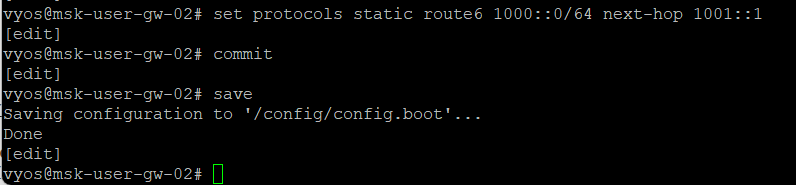 vyos@msk-user-gw-02# set protocols static route6 1000::0/64 next-hop 1001::1
[edit]
vyos@msk-user-gw-02# commit
[edit]
vyos@msk-user-gw-02# save
Saving configuration to '/config/config.boot'...
Done
[edit]
vyos@msk-user-gw-02#